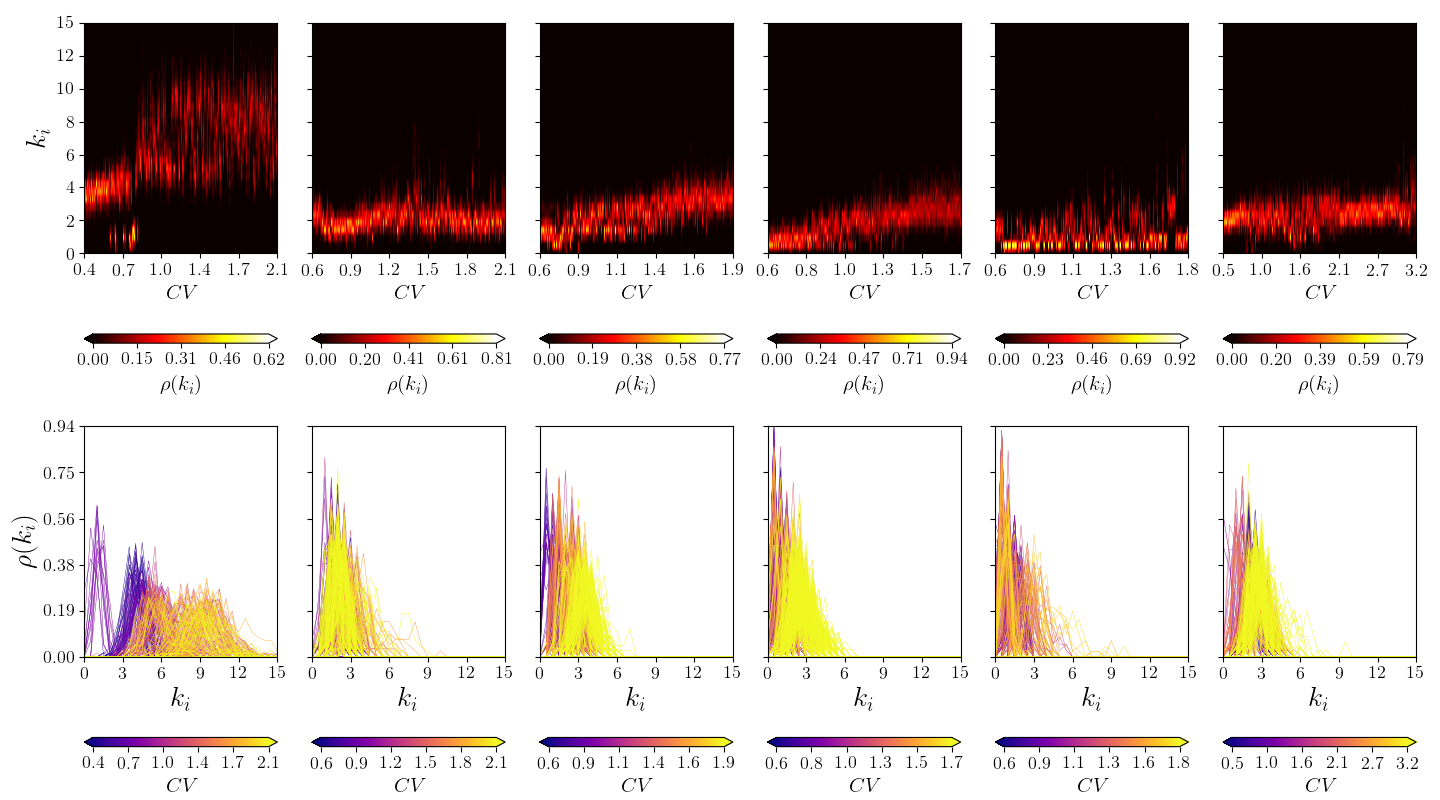 15
12
10
8
6
4
2
0
k_i
0.4 0.7 1.0 1.4 1.7 2.1
CV
0.6 0.9 1.2 1.5 1.8 2.1
CV
0.6 0.9 1.1 1.4 1.6 1.9
CV
0.6 0.8 1.0 1.3 1.5 1.7
CV
0.6 0.9 1.1 1.3 1.6 1.8
CV
0.5 1.0 1.6 2.1 2.7 3.2
CV
0.00 0.15 0.31 0.46 0.62
ρ(k_i)
0.00 0.20 0.41 0.61 0.81
ρ(k_i)
0.00 0.19 0.38 0.58 0.77
ρ(k_i)
0.00 0.24 0.47 0.71 0.94
ρ(k_i)
0.00 0.23 0.46 0.69 0.92
ρ(k_i)
0.00 0.20 0.39 0.59 0.79
ρ(k_i)
0.94
0.75
0.56
0.38
0.19
0.00
ρ(k_i)
0 3 6 9 12 15
k_i
0 3 6 9 12 15
k_i
0 3 6 9 12 15
k_i
0 3 6 9 12 15
k_i
0 3 6 9 12 15
k_i
0 3 6 9 12 15
k_i
0.4 0.7 1.0 1.4 1.7 2.1
CV
0.6 0.9 1.2 1.5 1.8 2.1
CV
0.6 0.9 1.1 1.4 1.6 1.9
CV
0.6 0.8 1.0 1.3 1.5 1.7
CV
0.6 0.9 1.1 1.3 1.6 1.8
CV
0.5 1.0 1.6 2.1 2.7 3.2
CV